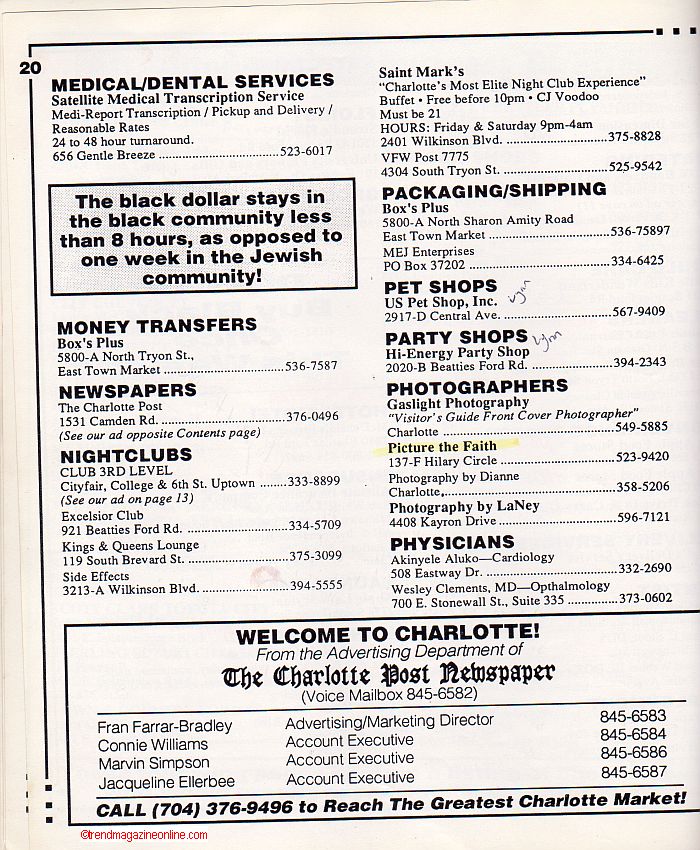 20
MEDICAL/DENTAL SERVICES
Satellite Medical Transcription Service
Medi-Report Transcription / Pickup and Delivery /
Reasonable Rates
24 to 48 hour turnaround.
656 Gentle Breeze ..............................523-6017
The black dollar stays in
the black community less
than 8 hours, as opposed to
one week in the Jewish
community!
MONEY TRANSFERS
Box's Plus
5800-A North Tryon St.,
East Town Market ..............................536-7587
NEWSPAPERS
The Charlotte Post
1531 Camden Rd. ..............................376-0496
(See our ad opposite Contents page)
NIGHTCLUBS
CLUB 3RD LEVEL
Cityfair, College & 6th St. Uptown .......333-8899
(See our ad on page 13)
Excelsior Club
921 Beatties Ford Rd. ..............................334-5709
Kings & Queens Lounge
119 South Brevard St. ..............................375-3099
Side Effects
3213-A Wilkinson Blvd. ..............................394-5555
Saint Mark's
"Charlotte's Most Elite Night Club Experience"
Buffet • Free before 10pm • CJ Voodoo
Must be 21
HOURS: Friday & Saturday 9pm-4am
2401 Wilkinson Blvd. ..............................375-8828
VFW Post 7775
4304 South Tryon St. ..............................525-9542
PACKAGING/SHIPPING
Box's Plus
5800-A North Sharon Amity Road
East Town Market ..............................536-75897
MEJ Enterprises
PO Box 37202 ..............................334-6425
PET SHOPS
US Pet Shop, Inc.
2917-D Central Ave. ..............................567-9409
PARTY SHOPS
Hi-Energy Party Shop
2020-B Beatties Ford Rd. ..............................394-2343
PHOTOGRAPHERS
Gaslight Photography
"Visitor's Guide Front Cover Photographer"
Charlotte ..............................549-5885
Picture the Faith
137-F Hilary Circle ..............................523-9420
Photography by Dianne
Charlotte,..............................358-5206
Photography by LaNey
4408 Kayron Drive ..............................596-7121
PHYSICIANS
Akinyele Aluko—Cardiology
508 Eastway Dr. ..............................332-2690
Wesley Clements, MD—Opthalmology
700 E. Stonewall St., Suite 335 ............373-0602
WELCOME TO CHARLOTTE!
From the Advertising Department of
The Charlotte Post Newspaper
(Voice Mailbox 845-6582)
Fran Farrar-Bradley Advertising/Marketing Director 845-6583
Connie Williams Account Executive 845-6584
Marvin Simpson Account Executive 845-6586
Jacqueline Ellerbee Account Executive 845-6587
CALL (704) 376-9496 to Reach The Greatest Charlotte Market!
©trendmagazineonline.com